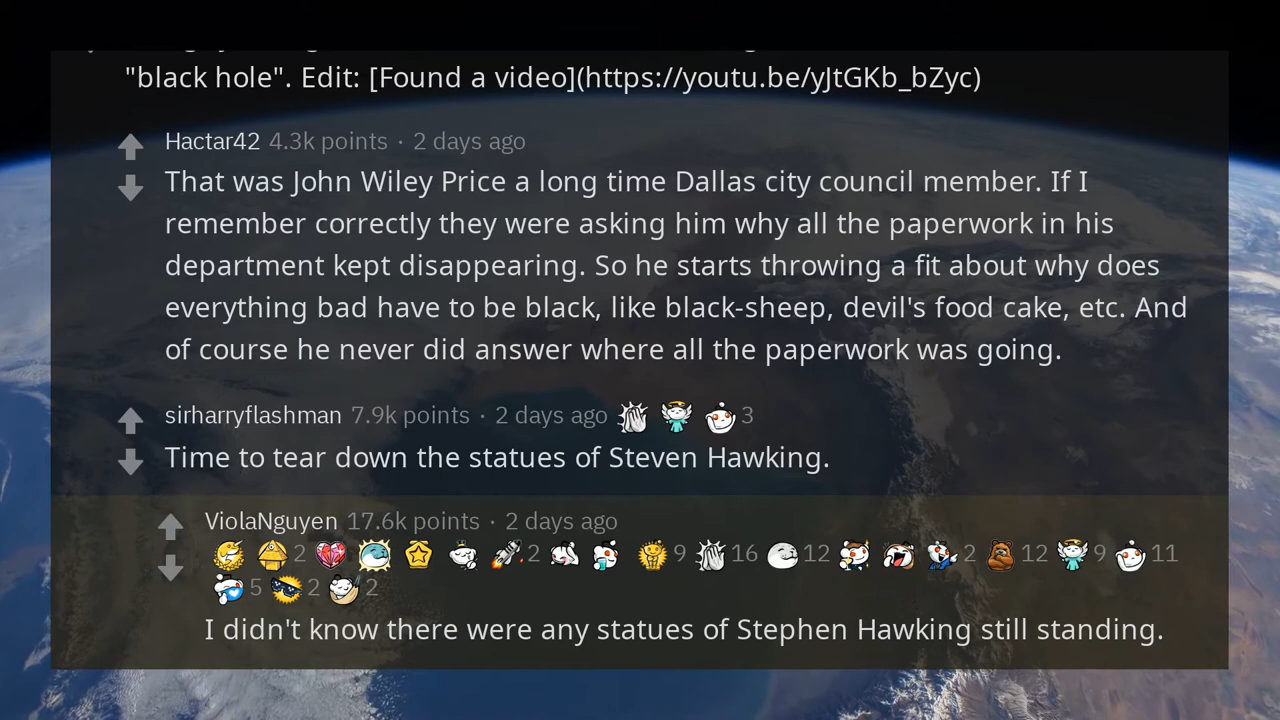 "black hole". Edit: [Found a video](https://youtu.be/yJtGKb_bZyc)
Hactar42 4.3k points · 2 days ago
That was John Wiley Price a long time Dallas city council member. If I
remember correctly they were asking him why all the paperwork in his
department kept disappearing. So he starts throwing a fit about why does
everything bad have to be black, like black-sheep, devil's food cake, etc. And
of course he never did answer where all the paperwork was going.
sirharryflashman 7.9k points · 2 days ago 3
Time to tear down the statues of Steven Hawking.
ViolaNguyen 17.6k points · 2 days ago
2 2 9 16 12 2 12 9 11
5 2 2
I didn't know there were any statues of Stephen Hawking still standing.